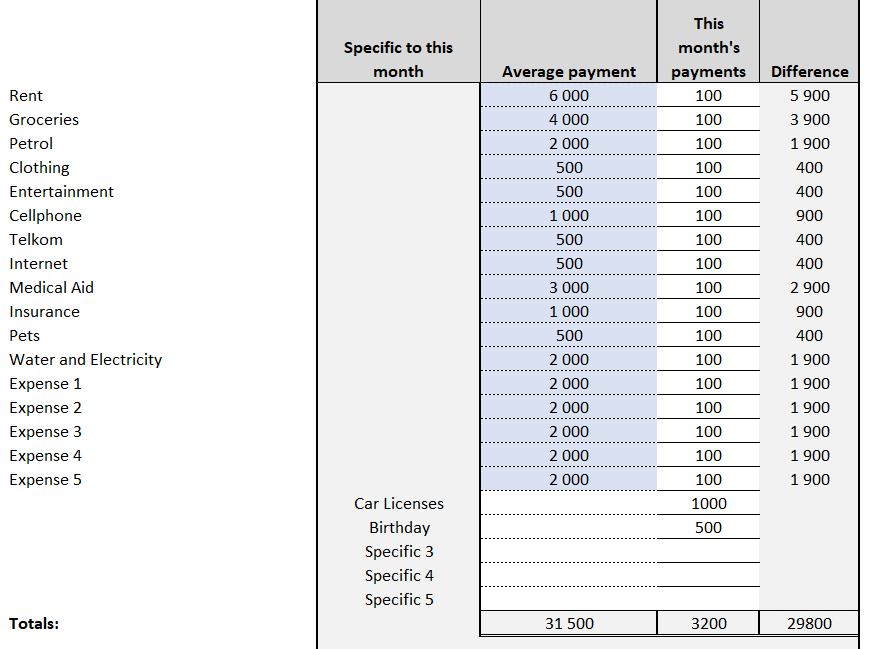 Specific to this month Average payment This month's payments Difference
Rent 6 000 100 5 900
Groceries 4 000 100 3 900
Petrol 2 000 100 1 900
Clothing 500 100 400
Entertainment 500 100 400
Cellphone 1 000 100 900
Telkom 500 100 400
Internet 500 100 400
Medical Aid 3 000 100 2 900
Insurance 1 000 100 900
Pets 500 100 400
Water and Electricity 2 000 100 1 900
Expense 1 2 000 100 1 900
Expense 2 2 000 100 1 900
Expense 3 2 000 100 1 900
Expense 4 2 000 100 1 900
Expense 5 2 000 100 1 900
Car Licenses 1000
Birthday 500
Specific 3
Specific 4
Specific 5
Totals: 31 500 3200 29800